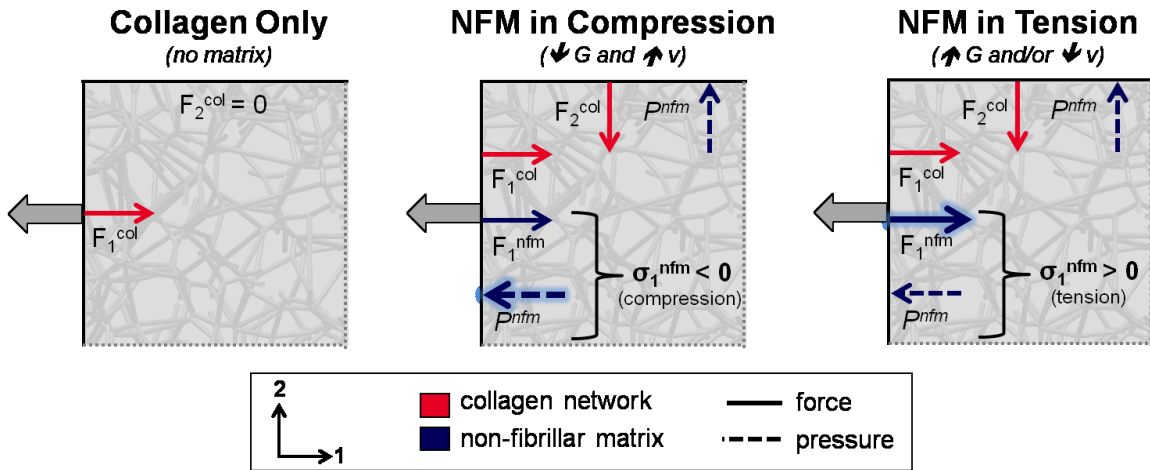 Collagen Only
(no matrix)
F₂ᶜᵒˡ = 0
F₁ᶜᵒˡ
NFM in Compression
(🡻 G and 🡹 v)
F₂ᶜᵒˡ
Pⁿᶠᵐ
F₁ᶜᵒˡ
F₁ⁿᶠᵐ
σ₁ⁿᶠᵐ < 0
(compression)
Pⁿᶠᵐ
NFM in Tension
(🡹 G and/or 🡻 v)
F₂ᶜᵒˡ
Pⁿᶠᵐ
F₁ᶜᵒˡ
F₁ⁿᶠᵐ
σ₁ⁿᶠᵐ > 0
(tension)
Pⁿᶠᵐ
2
1
collagen network
non-fibrillar matrix
force
pressure